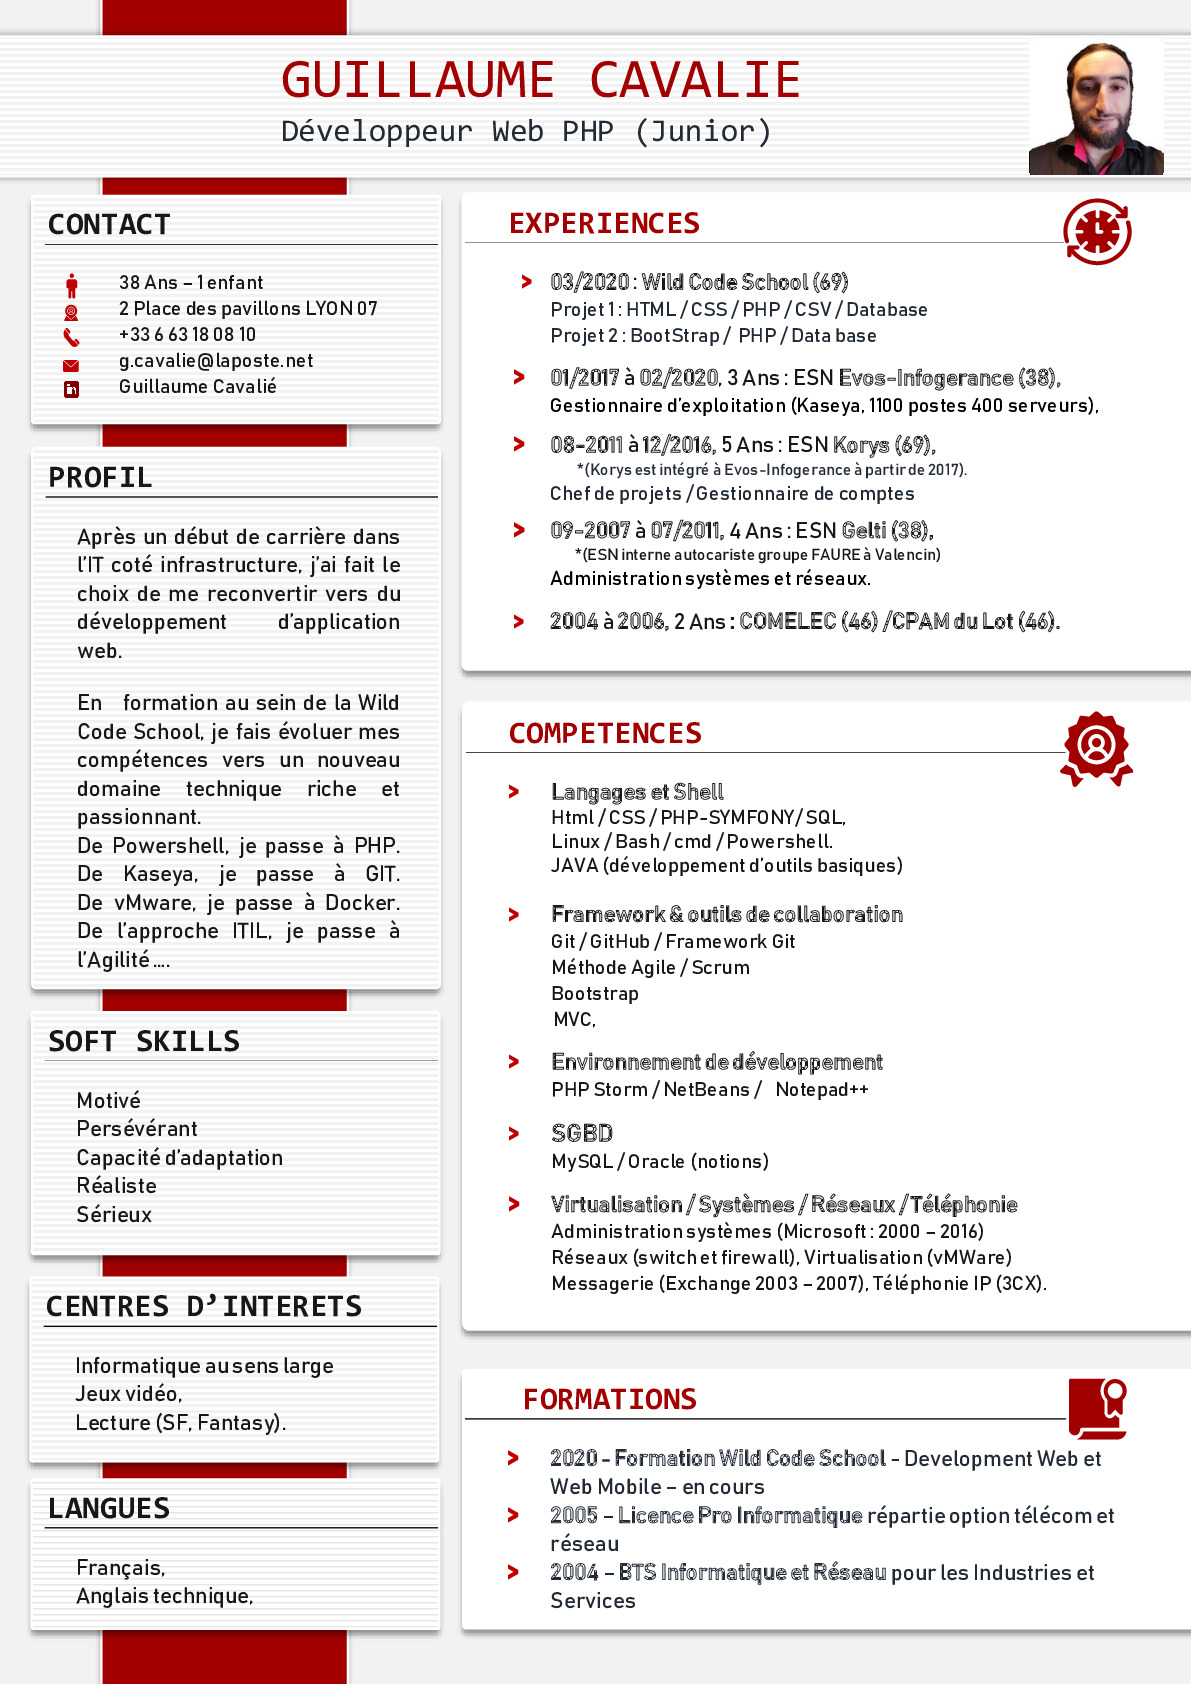 GUILLAUME CAVALIE
Développeur Web PHP (Junior)
CONTACT
38 Ans – 1 enfant
2 Place des pavillons LYON 07
+33 6 63 18 08 10
g.cavalie@laposte.net
Guillaume Cavalié
PROFIL
Après un début de carrière dans
l’IT coté infrastructure, j’ai fait le
choix de me reconvertir vers du
développement d’application
web.
En formation au sein de la Wild
Code School, je fais évoluer mes
compétences vers un nouveau
domaine technique riche et
passionnant.
De Powershell, je passe à PHP.
De Kaseya, je passe à GIT.
De vMware, je passe à Docker.
De l’approche ITIL, je passe à
l’Agilité ….
SOFT SKILLS
Motivé
Persévérant
Capacité d’adaptation
Réaliste
Sérieux
CENTRES D’INTERETS
Informatique au sens large
Jeux vidéo,
Lecture (SF, Fantasy).
LANGUES
Français,
Anglais technique,
EXPERIENCES
> 03/2020 : Wild Code School (69)
Projet 1 : HTML / CSS / PHP / CSV / Database
Projet 2 : BootStrap / PHP / Data base
> 01/2017 à 02/2020, 3 Ans : ESN Evos-Infogerance (38),
Gestionnaire d’exploitation (Kaseya, 1100 postes 400 serveurs),
> 08-2011 à 12/2016, 5 Ans : ESN Korys (69),
*(Korys est intégré à Evos-Infogerance à partir de 2017).
Chef de projets / Gestionnaire de comptes
> 09-2007 à 07/2011, 4 Ans : ESN Gelti (38),
*(ESN interne autocariste groupe FAURE à Valencin)
Administration systèmes et réseaux.
> 2004 à 2006, 2 Ans : COMELEC (46) /CPAM du Lot (46).
COMPETENCES
> Langages et Shell
Html / CSS / PHP-SYMFONY/ SQL,
Linux / Bash / cmd / Powershell.
JAVA (développement d’outils basiques)
> Framework & outils de collaboration
Git / GitHub / Framework Git
Méthode Agile / Scrum
Bootstrap
MVC,
> Environnement de développement
PHP Storm / NetBeans / Notepad++
> SGBD
MySQL / Oracle (notions)
> Virtualisation / Systèmes / Réseaux / Téléphonie
Administration systèmes (Microsoft : 2000 – 2016)
Réseaux (switch et firewall), Virtualisation (vMWare)
Messagerie (Exchange 2003 – 2007), Téléphonie IP (3CX).
FORMATIONS
> 2020 - Formation Wild Code School - Development Web et
Web Mobile – en cours
> 2005 – Licence Pro Informatique répartie option télécom et
réseau
> 2004 – BTS Informatique et Réseau pour les Industries et
Services